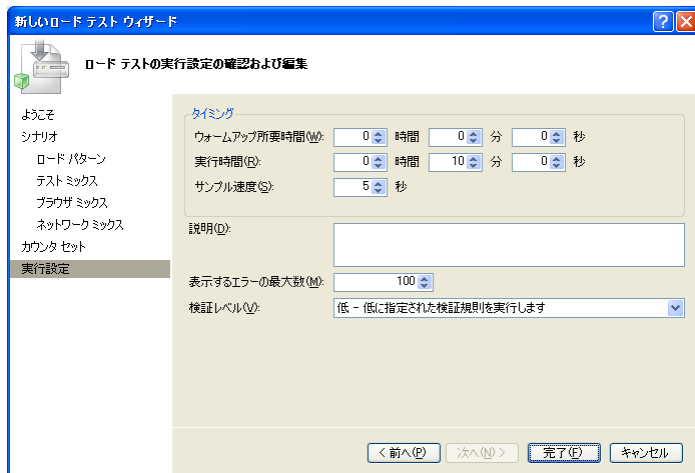 新しいロード テスト ウィザード
ロード テストの実行設定の確認および編集
ようこそ
シナリオ
ロード パターン
テスト ミックス
ブラウザ ミックス
ネットワーク ミックス
カウンタ セット
実行設定
タイミング
ウォームアップ所要時間(W): 0 時間 0 分 0 秒
実行時間(R): 0 時間 10 分 0 秒
サンプル速度(S): 5 秒
説明(D):
表示するエラーの最大数(M): 100
検証レベル(V): 低 - 低に指定された検証規則を実行します
< 前へ(P) 次へ(N) > 完了(F) キャンセル